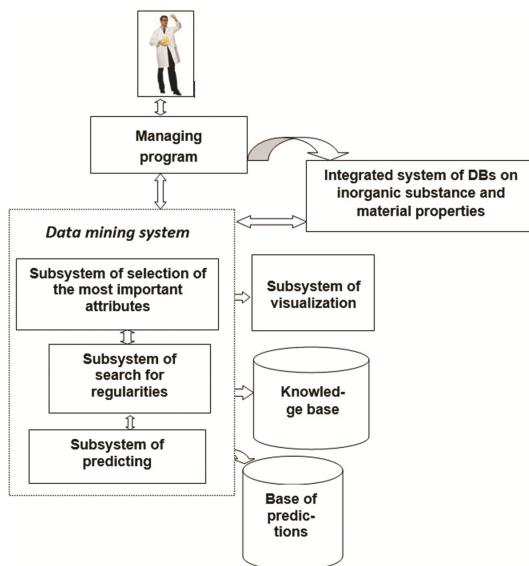 Managing
program
Integrated system of DBs on
inorganic substance and
material properties
Data mining system
Subsystem of selection of
the most important
attributes
Subsystem of
visualization
Subsystem of
search for
regularities
Knowled-
ge base
Subsystem of
predicting
Base of
predic-
tions